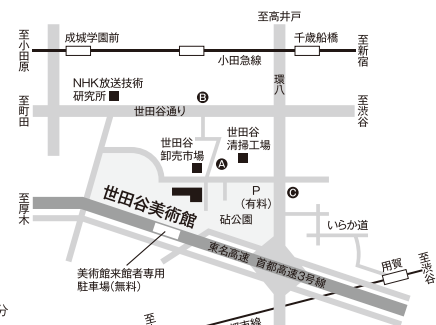 至高井戸
至小田原
成城学園前
千歳船橋
至新宿
小田急線
環八
NHK放送技術
研究所
B
至町田
世田谷通り
至渋谷
世田谷
卸売市場
世田谷
清掃工場
A
C
P
(有料)
砧公園
世田谷美術館
至厚木
いらか道
東名高速 首都高速3号線
用賀
至渋谷
美術館来館者専用
駐車場(無料)
分
至